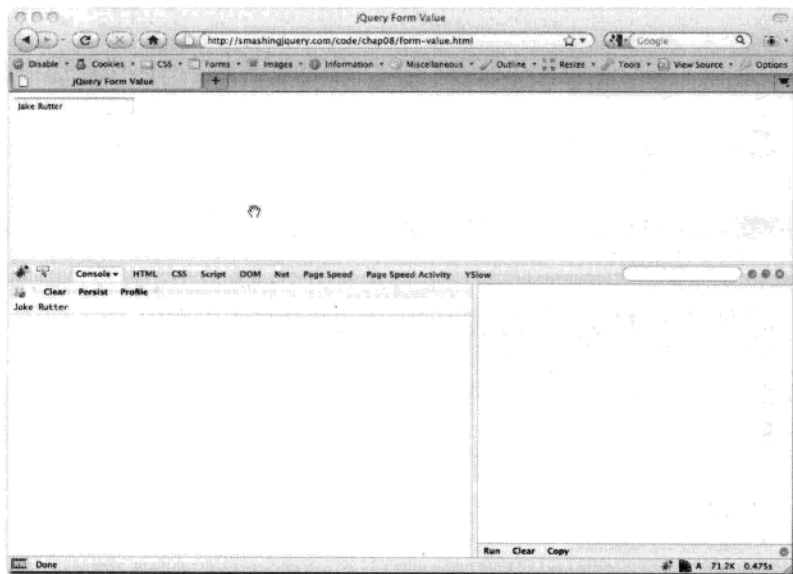 jQuery Form Value
http://smashingjquery.com/code/chap08/form-value.html
Google
Disable Cookies CSS Forms Images Information Miscellaneous Outline Resize Tools View Source Options
jQuery Form Value
Jake Rutter
Console HTML CSS Script DOM Net Page Speed Page Speed Activity YSlow
Clear Persist Profile
Jake Rutter
Run Clear Copy
Done
A 71.2K 0.475s